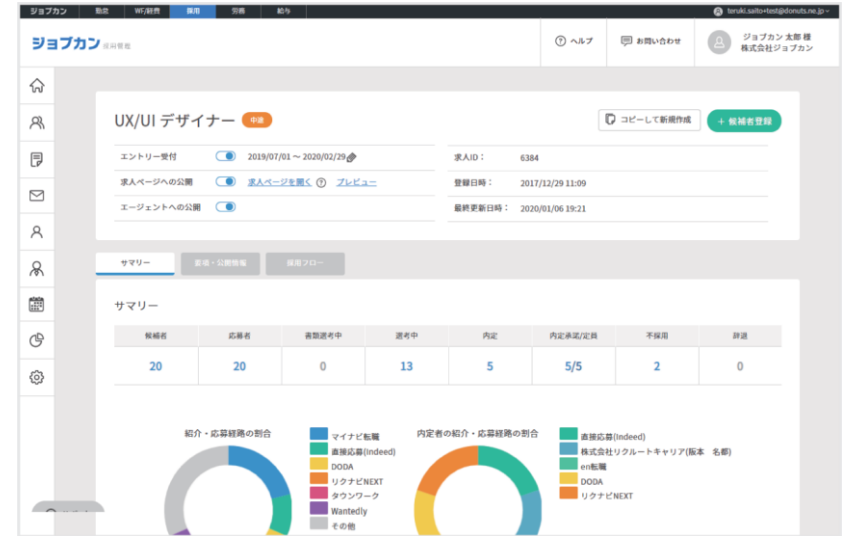 ジョブカン 勤怠 WF/経費 採用 労務 給与 teruki.saito+test@donuts.ne.jp
ジョブカン 採用管理 ヘルプ お問い合わせ ジョブカン 太郎 様
株式会社ジョブカン
UX/UI デザイナー 中途 コピーして新規作成 + 候補者登録
エントリー受付 2019/07/01 ~ 2020/02/29 求人ID: 6384
求人ページへの公開 求人ページを開く ? プレビュー 登録日時: 2017/12/29 11:09
エージェントへの公開 最終更新日時: 2020/01/06 19:21
サマリー 要項・公開情報 採用フロー
サマリー
候補者 応募者 書類選考中 選考中 内定 内定承諾/定員 不採用 辞退
20 20 0 13 5 5/5 2 0
紹介・応募経路の割合 内定者の紹介・応募経路の割合
マイナビ転職
直接応募(Indeed)
DODA
リクナビNEXT
タウンワーク
Wantedly
その他
直接応募(Indeed)
株式会社リクルートキャリア(阪本 名都)
en転職
DODA
リクナビNEXT